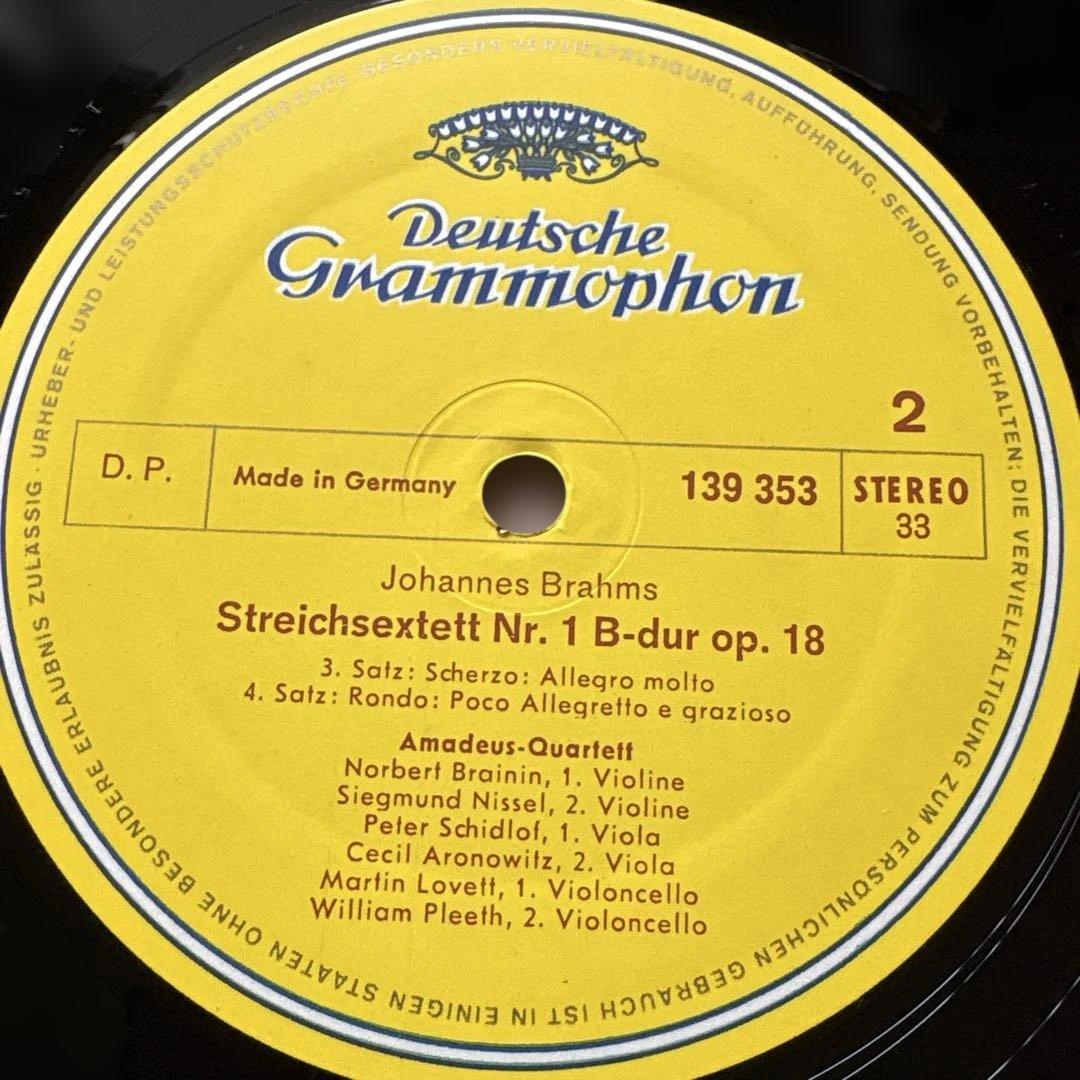 Deutsche
Grammophon
2
D. P.
Made in Germany
139 353
STEREO
33
Johannes Brahms
Streichsextett Nr. 1 B-dur op. 18
3. Satz: Scherzo: Allegro molto
4. Satz: Rondo: Poco Allegretto e grazioso
Amadeus-Quartett
Norbert Brainin, 1. Violine
Siegmund Nissel, 2. Violine
Peter Schidlof, 1. Viola
Cecil Aronowitz, 2. Viola
Martin Lovett, 1. Violoncello
William Pleeth, 2. Violoncello
URHEBER- UND LEISTUNGSSCHUTZRECHTE, BESONDERS VERVIELFÄLTIGUNG, AUFFÜHRUNG, SENDUNG VORBEHALTEN; DIE VERVIELFÄLTIGUNG ZUM PERSÖNLICHEN GEBRAUCH IST IN EINIGEN STAATEN OHNE BESONDERE ERLAUBNIS ZULÄSSIG ·